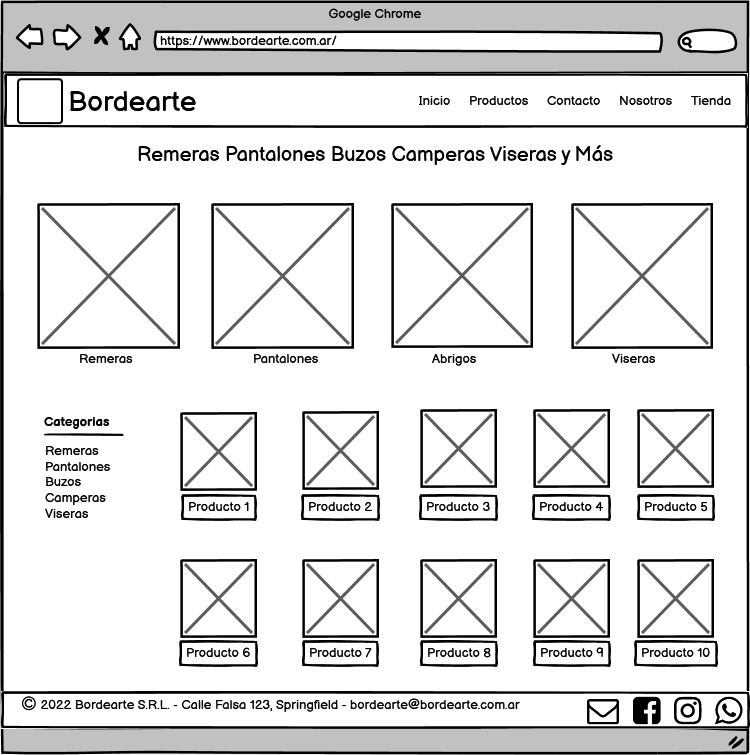 Google Chrome
https://www.bordearte.com.ar/
Bordearte
Inicio Productos Contacto Nosotros Tienda
Remeras Pantalones Buzos Camperas Viseras y Más
Remeras Pantalones Abrigos Viseras
Categorias
Remeras
Pantalones
Buzos
Camperas
Viseras
Producto 1 Producto 2 Producto 3 Producto 4 Producto 5
Producto 6 Producto 7 Producto 8 Producto 9 Producto 10
© 2022 Bordearte S.R.L. - Calle Falsa 123, Springfield - bordearte@bordearte.com.ar